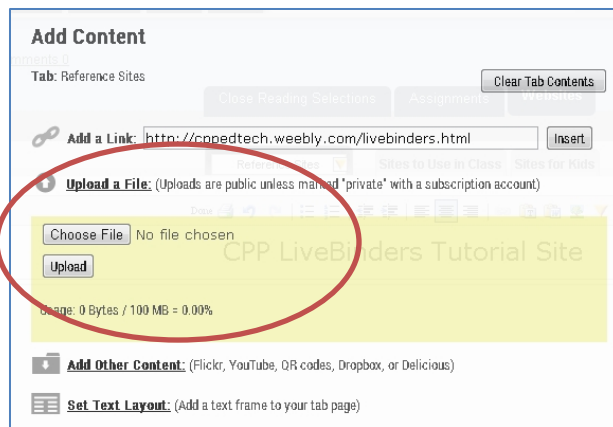 Add Content
Tab: Reference Sites
Clear Tab Contents
Close Reading Selections Assignments Websites
Add a Link: http://cppedtech.weebly.com/livebinders.html Insert
Reference Sites Sites to Use in Class Sites for Kids
Upload a File: (Uploads are public unless marked "private" with a subscription account)
Done
Choose File No file chosen
CPP LiveBinders Tutorial Site
Upload
Usage: 0 Bytes / 100 MB = 0.00%
Add Other Content: (Flickr, YouTube, QR codes, Dropbox, or Delicious)
Set Text Layout: (Add a text frame to your tab page)